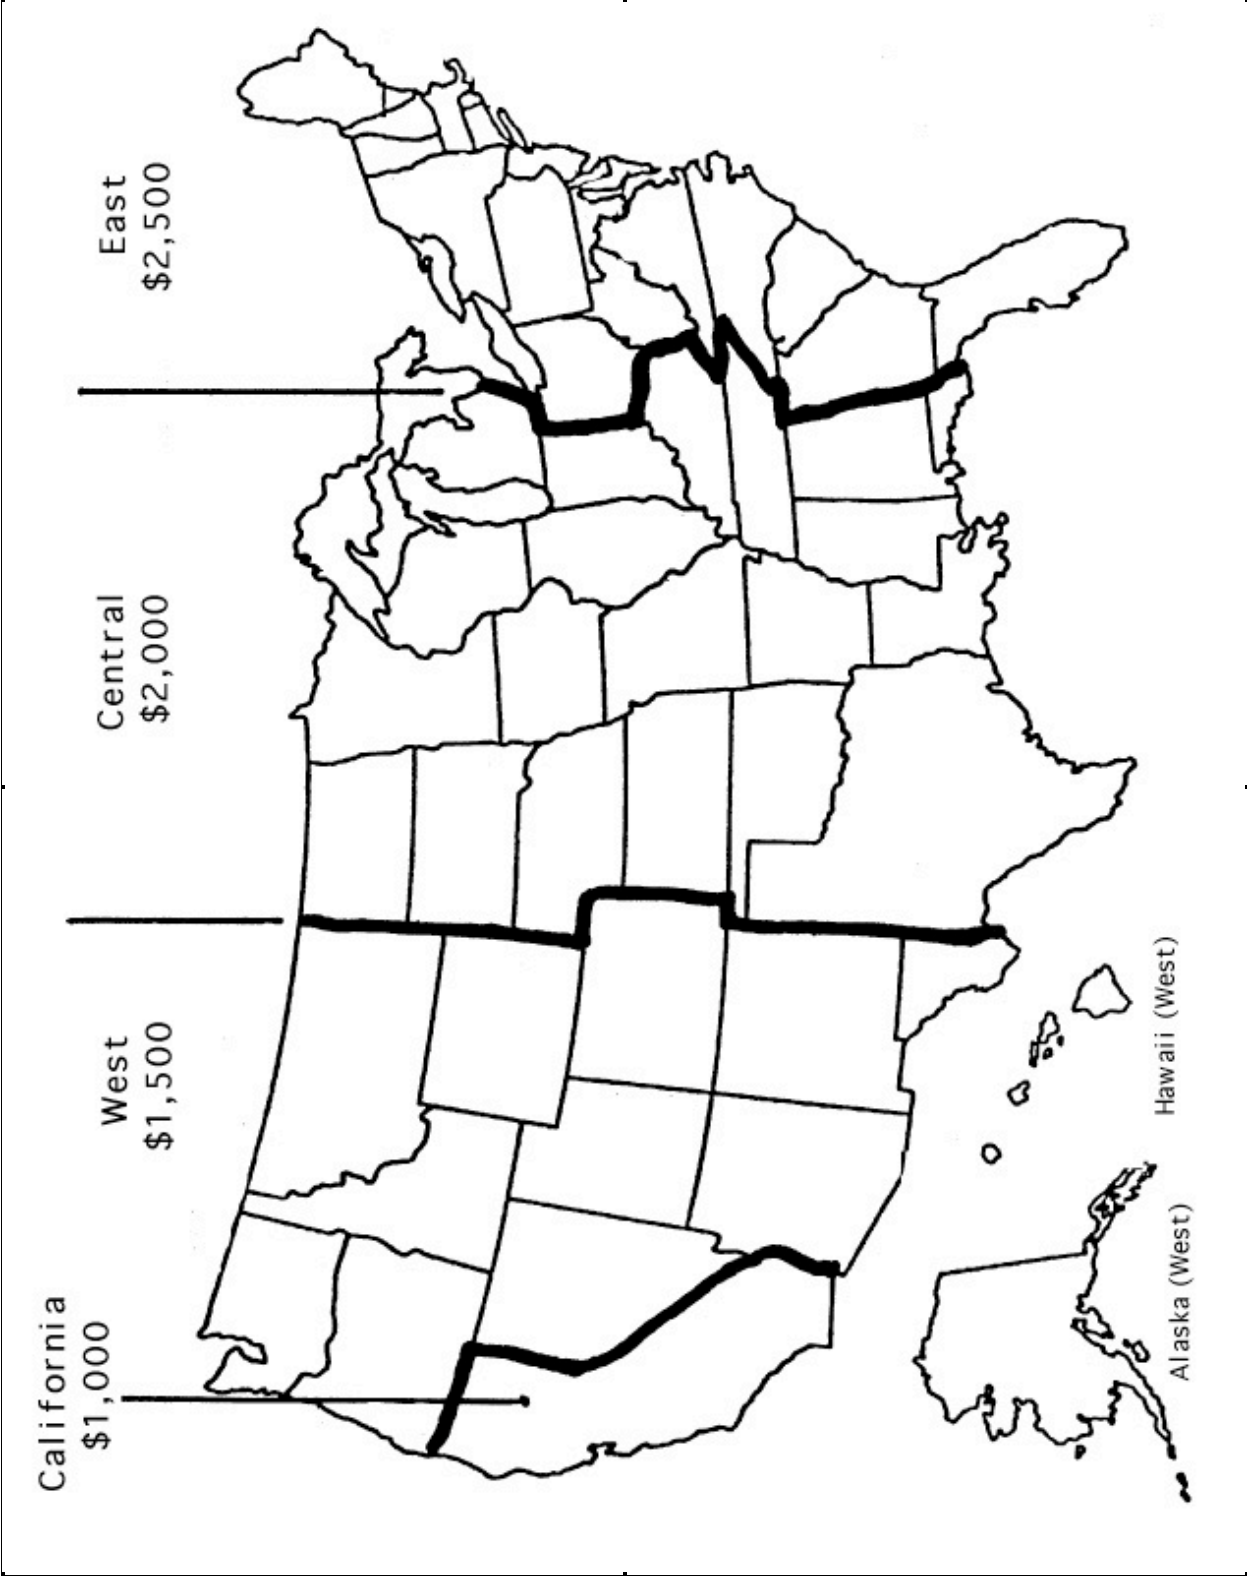 California
$1,000
West
$1,500
Central
$2,000
East
$2,500
Alaska (West)
Hawaii (West)